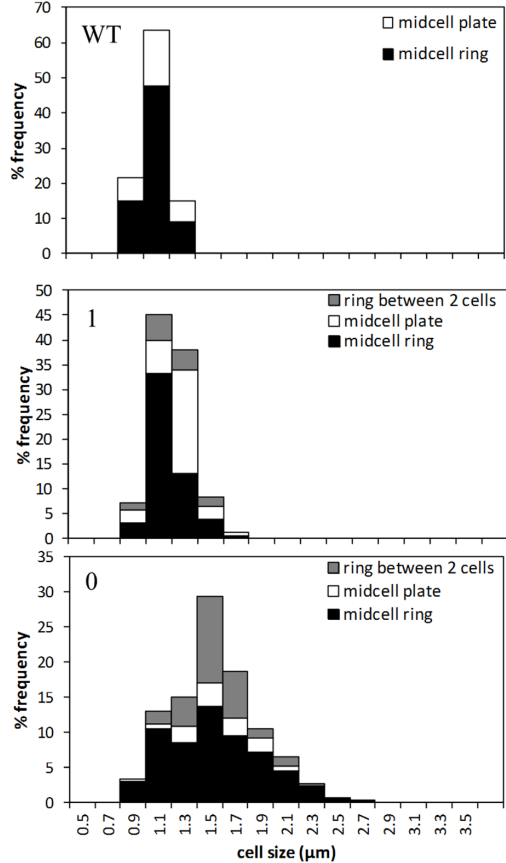 WT
midcell plate
midcell ring
% frequency
70
60
50
40
30
20
10
0
1
ring between 2 cells
midcell plate
midcell ring
% frequency
50
45
40
35
30
25
20
15
10
5
0
0
ring between 2 cells
midcell plate
midcell ring
% frequency
35
30
25
20
15
10
5
0
0.5 0.7 0.9 1.1 1.3 1.5 1.7 1.9 2.1 2.3 2.5 2.7 2.9 3.1 3.3 3.5
cell size (µm)